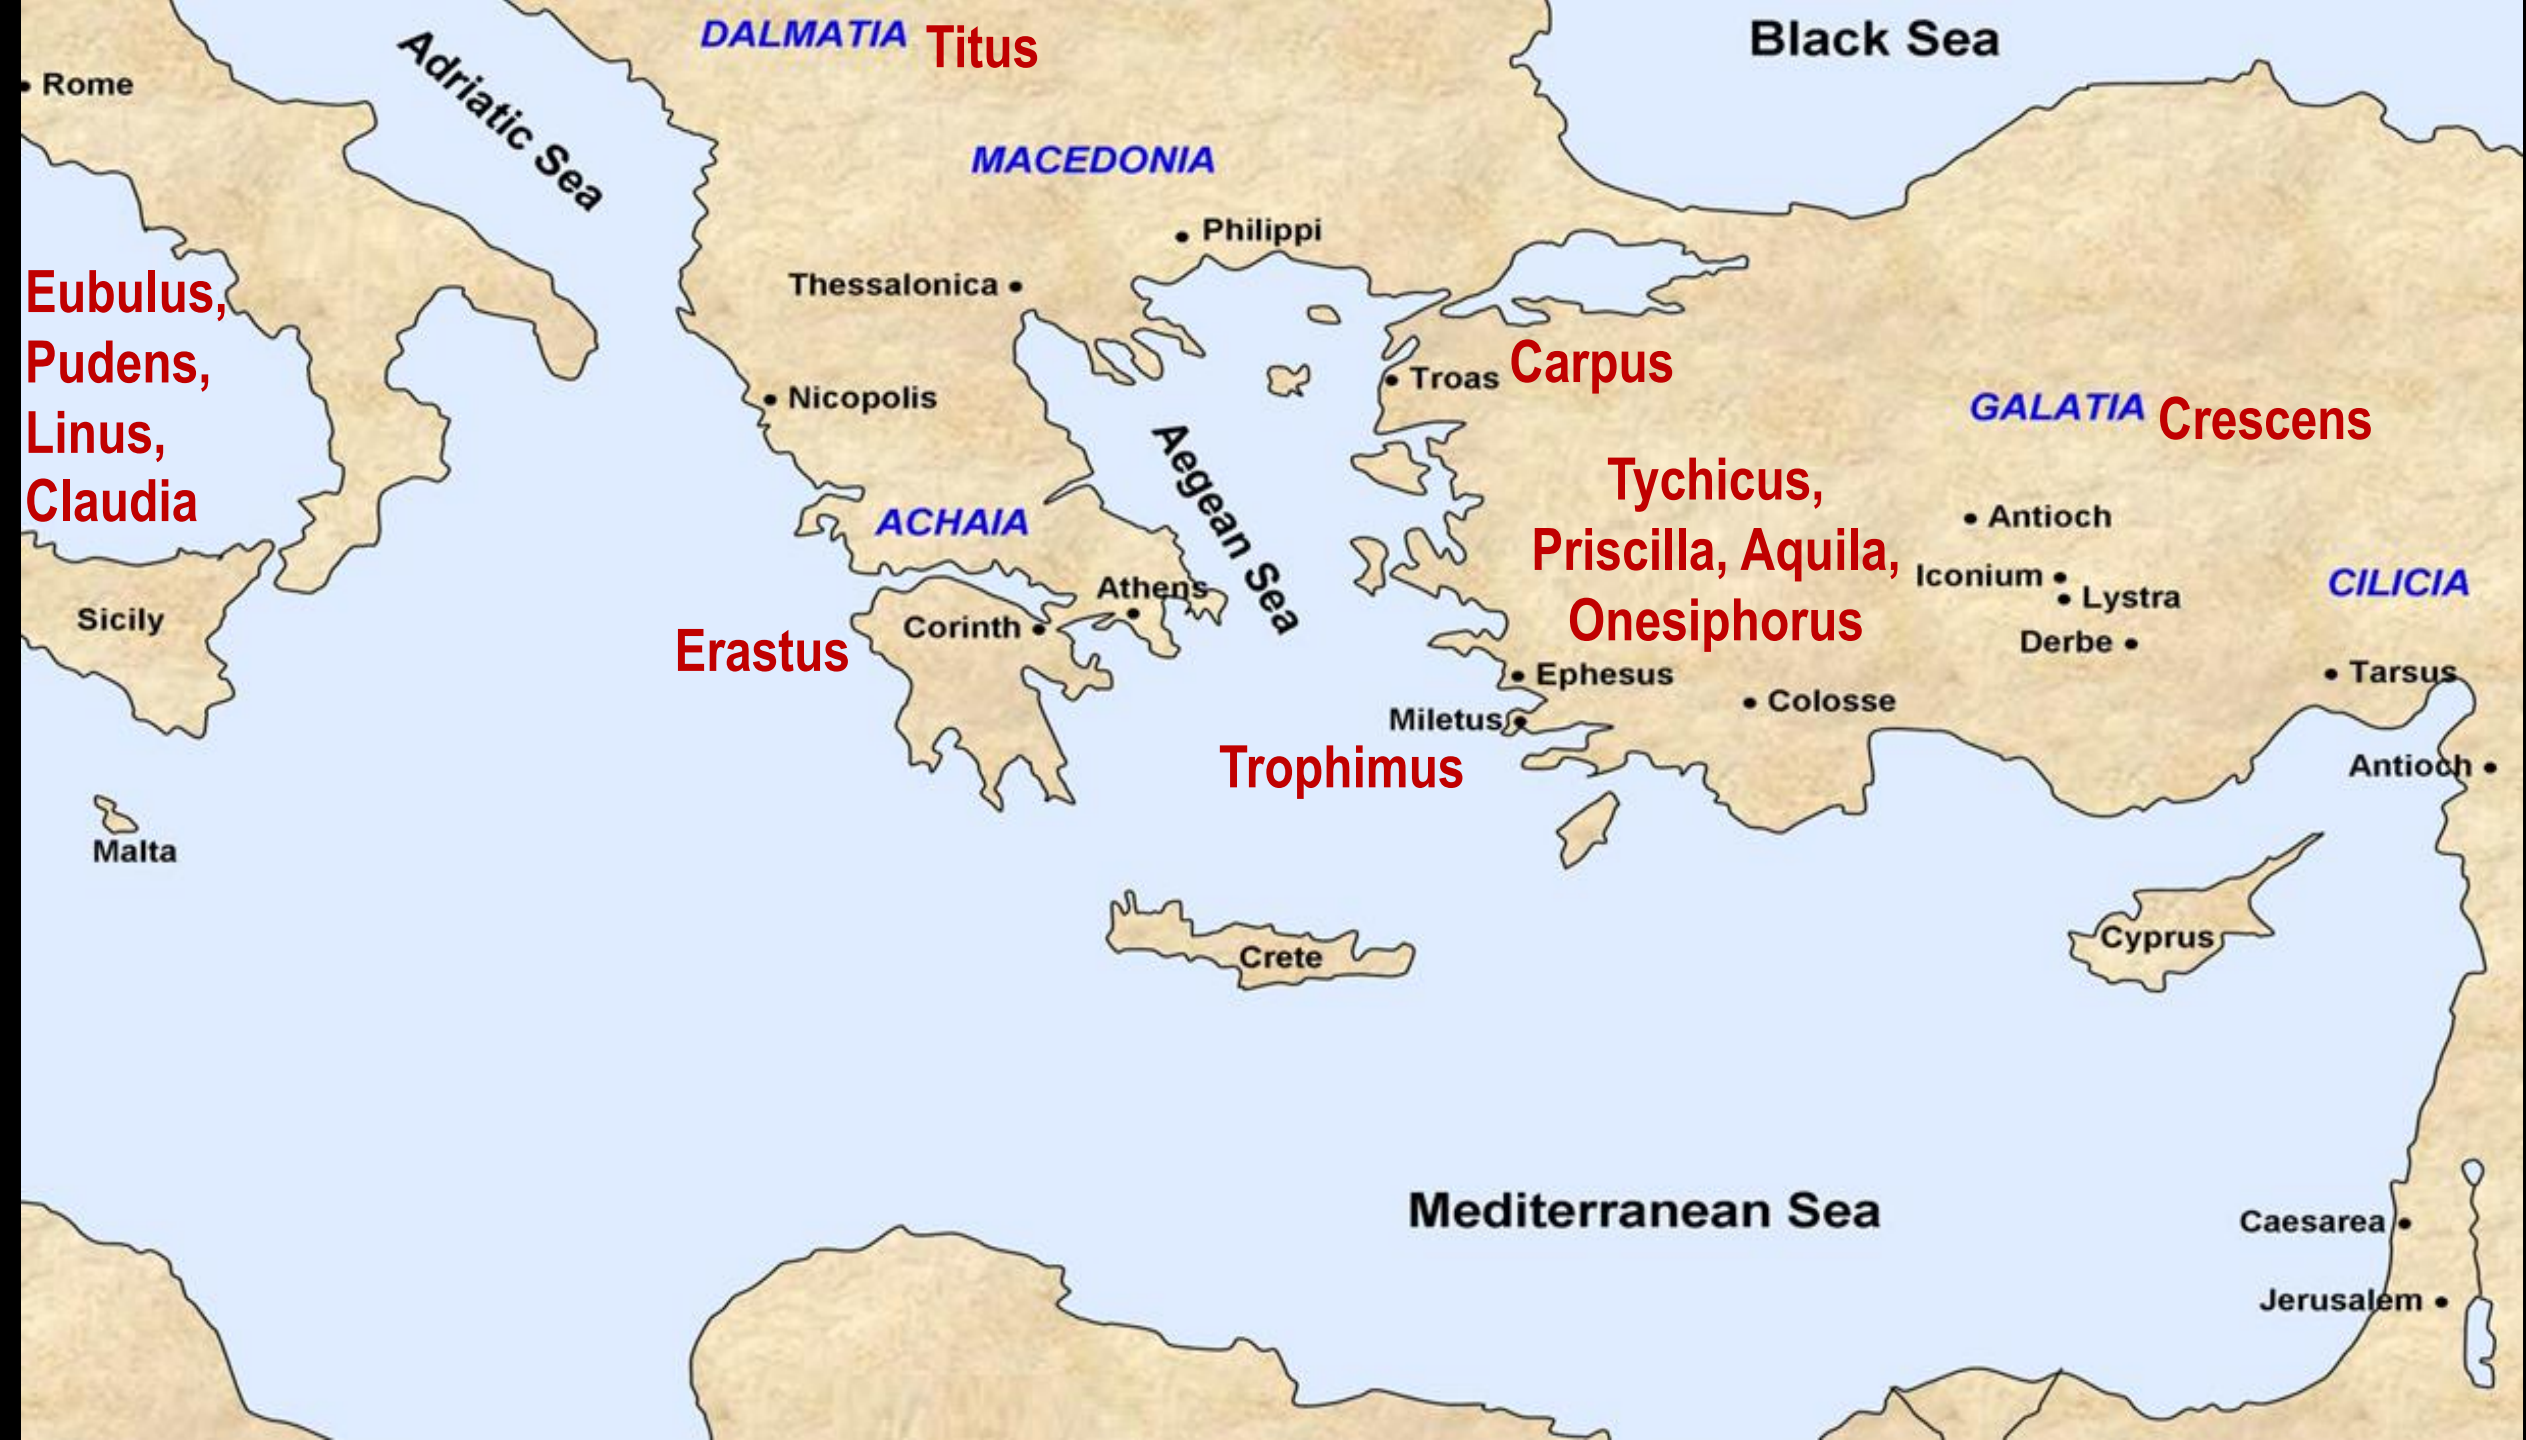 DALMATIA Titus
Black Sea
Adriatic Sea
Rome
MACEDONIA
Philippi
Thessalonica
Eubulus,
Pudens,
Linus,
Claudia
Nicopolis
Troas Carpus
GALATIA Crescens
Aegean Sea
Tychicus,
Priscilla, Aquila,
Onesiphorus
ACHAIA
Antioch
Iconium
Lystra
CILICIA
Athens
Corinth
Sicily
Erastus
Derbe
Tarsus
Ephesus
Colosse
Miletus
Trophimus
Antioch
Malta
Crete
Cyprus
Mediterranean Sea
Caesarea
Jerusalem